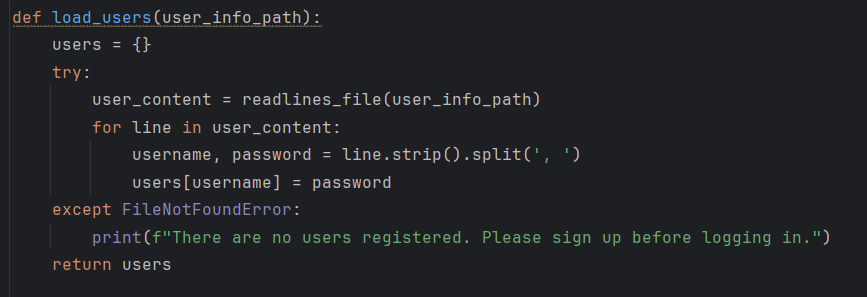 def load_users(user_info_path):
    users = {}
    try:
        user_content = readlines_file(user_info_path)
        for line in user_content:
            username, password = line.strip().split(', ')
            users[username] = password
    except FileNotFoundError:
        print(f"There are no users registered. Please sign up before logging in.")
    return users